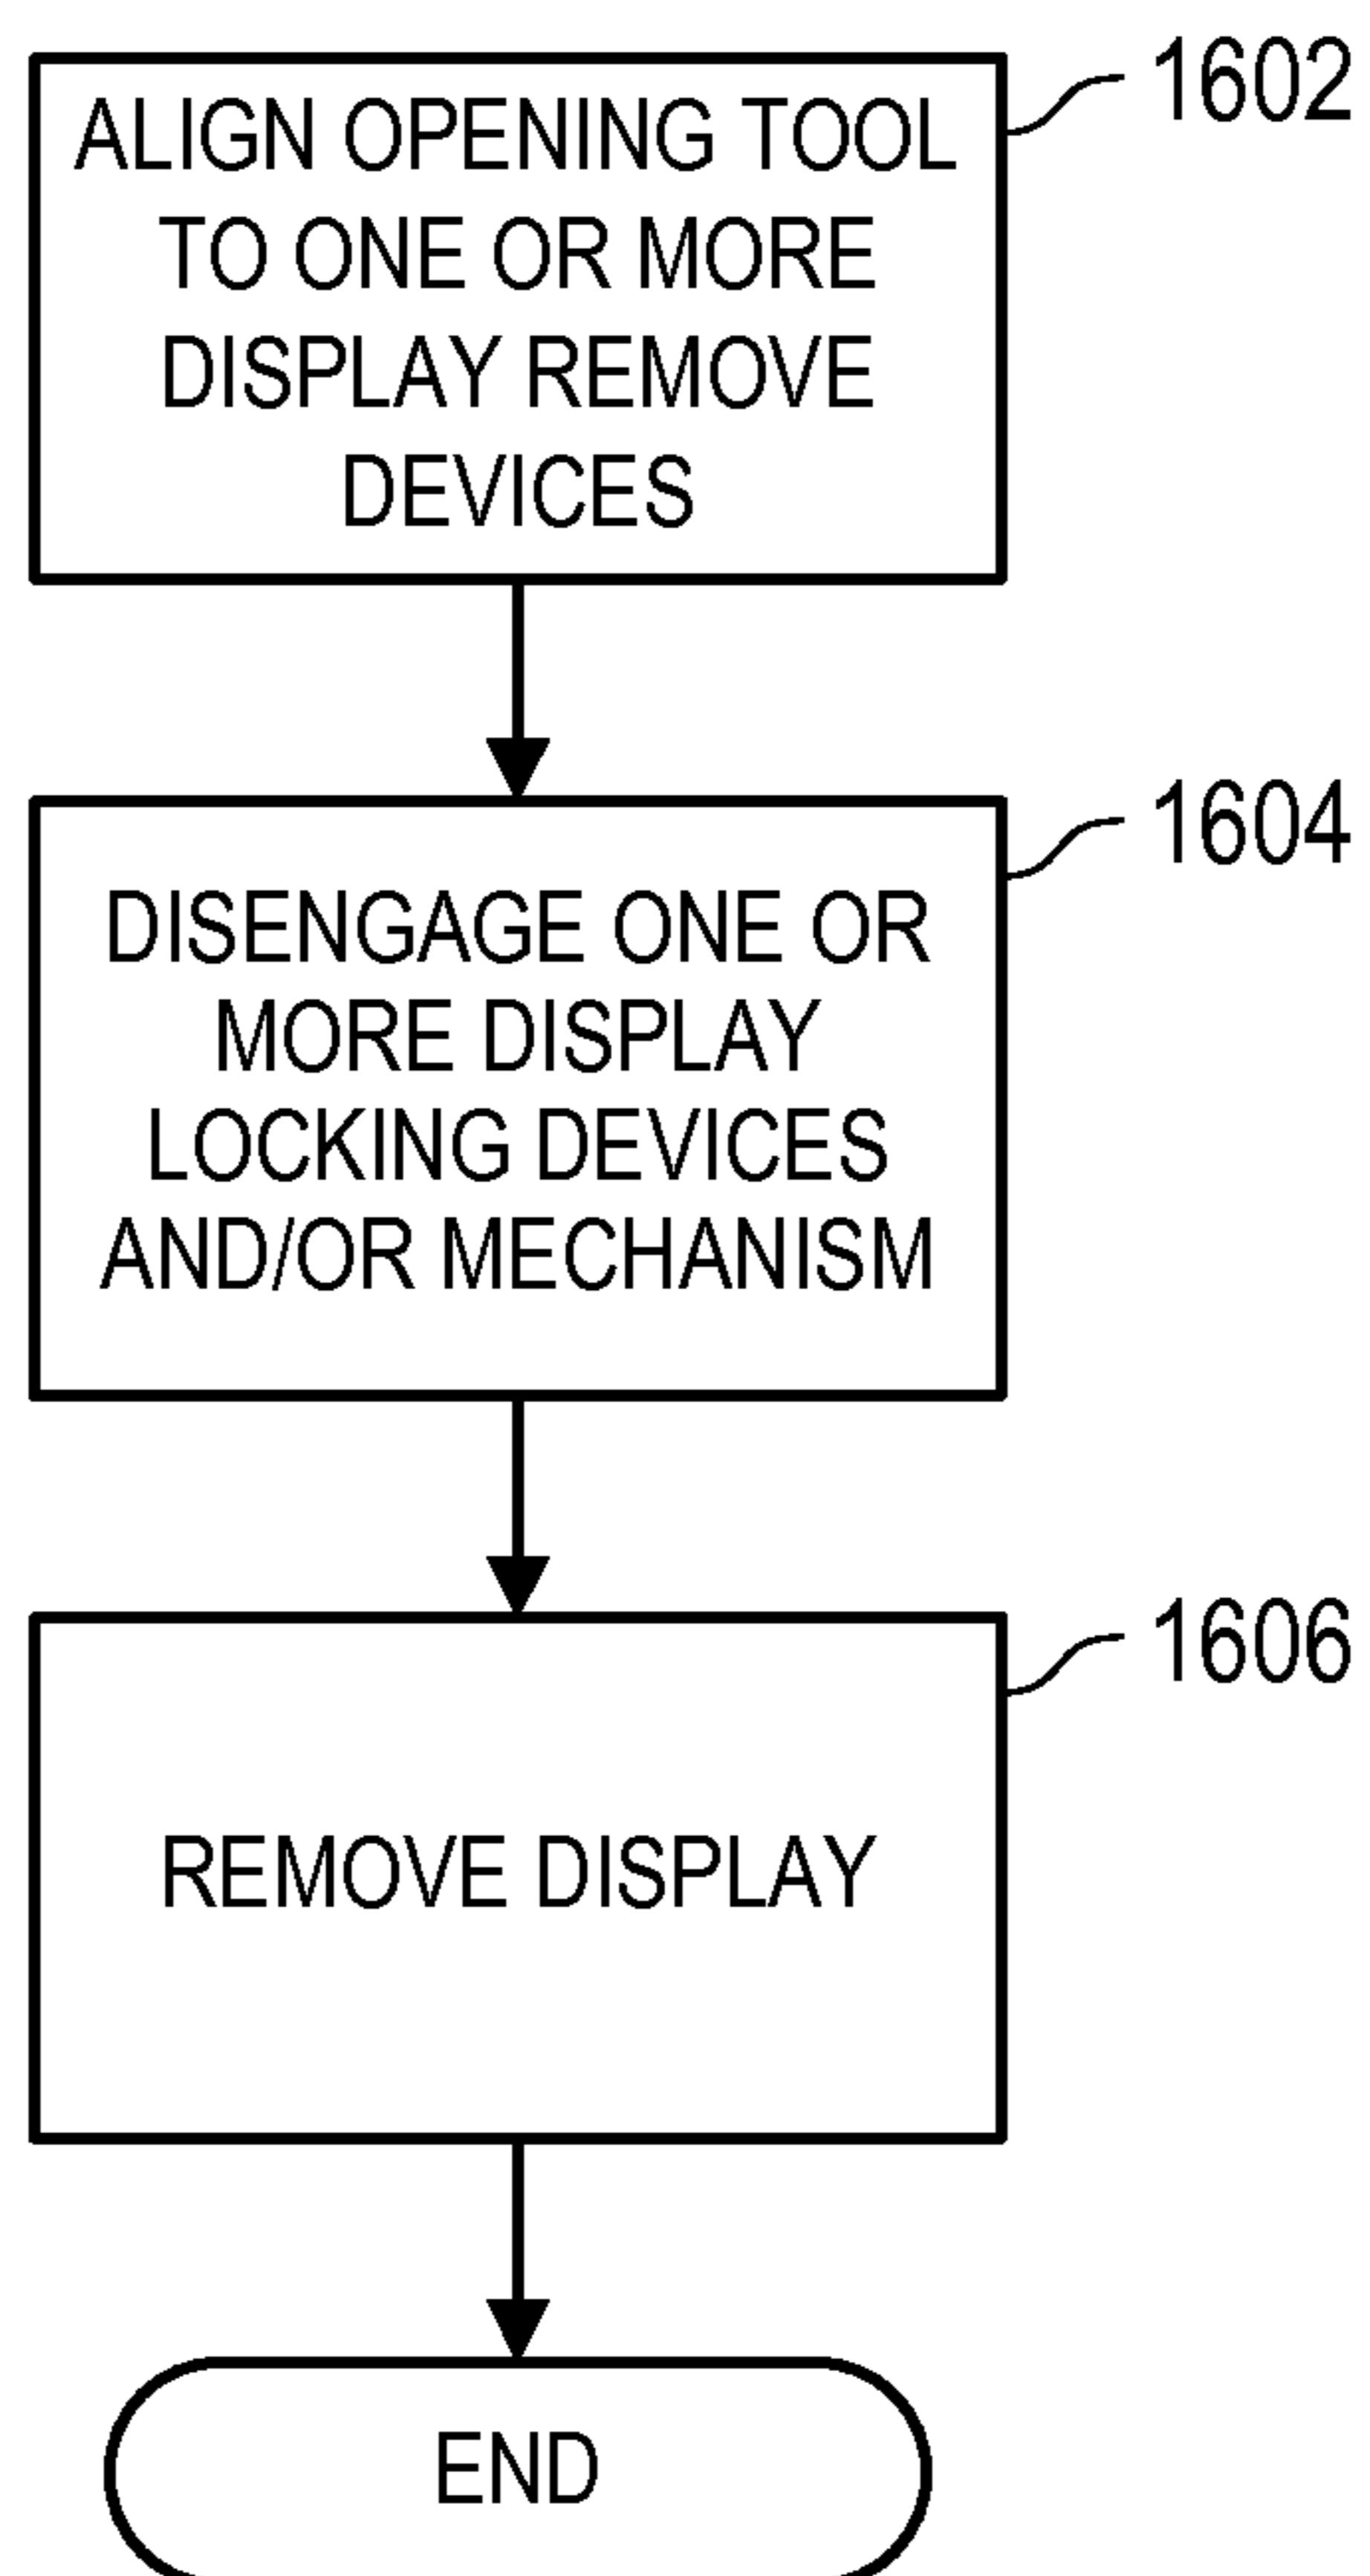 1602
ALIGN OPENING TOOL
TO ONE OR MORE
DISPLAY REMOVE
DEVICES
1604
DISENGAGE ONE OR
MORE DISPLAY
LOCKING DEVICES
AND/OR MECHANISM
1606
REMOVE DISPLAY
END